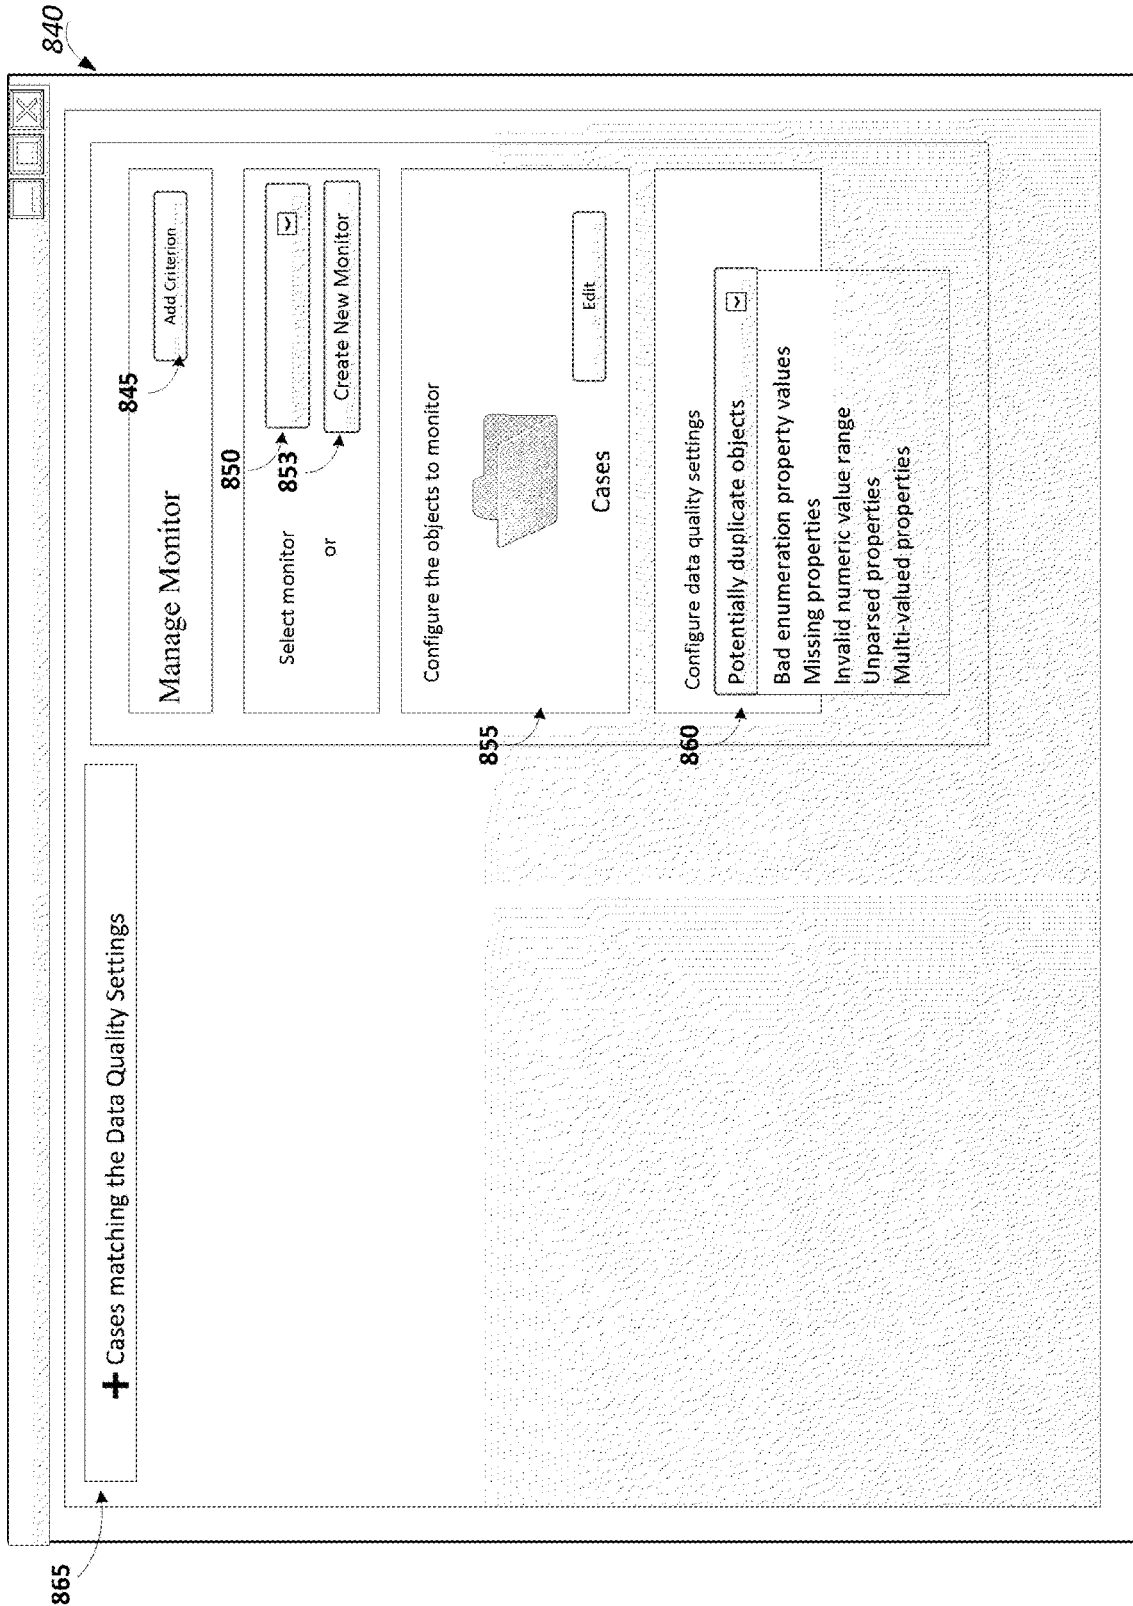 840
865
+ Cases matching the Data Quality Settings
Manage Monitor
845
Add Criterion
850
Select monitor
853
or
Create New Monitor
Configure the objects to monitor
Cases
Edit
855
Configure data quality settings
860
Potentially duplicate objects
Bad enumeration property values
Missing properties
Invalid numeric value range
Unparsed properties
Multi-valued properties